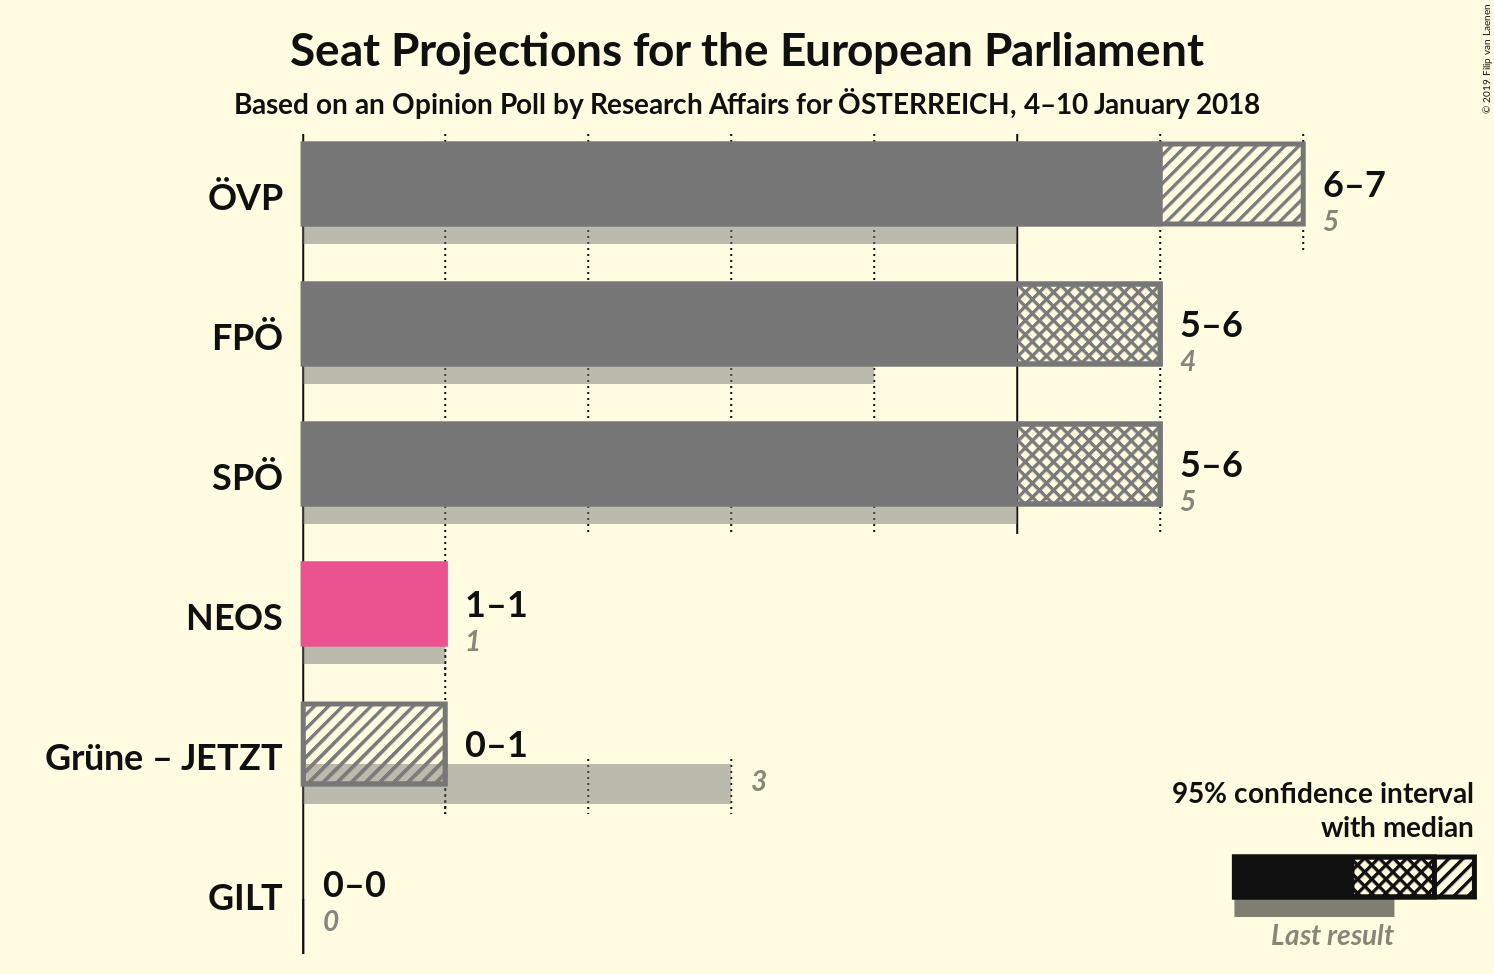 Seat Projections for the European Parliament
Based on an Opinion Poll by Research Affairs for ÖSTERREICH, 4–10 January 2018
© 2019 Filip van Laenen
ÖVP
6–7
5
FPÖ
5–6
4
SPÖ
5–6
5
NEOS
1–1
1
Grüne – JETZT
0–1
3
GILT
0–0
0
95% confidence interval
with median
Last result